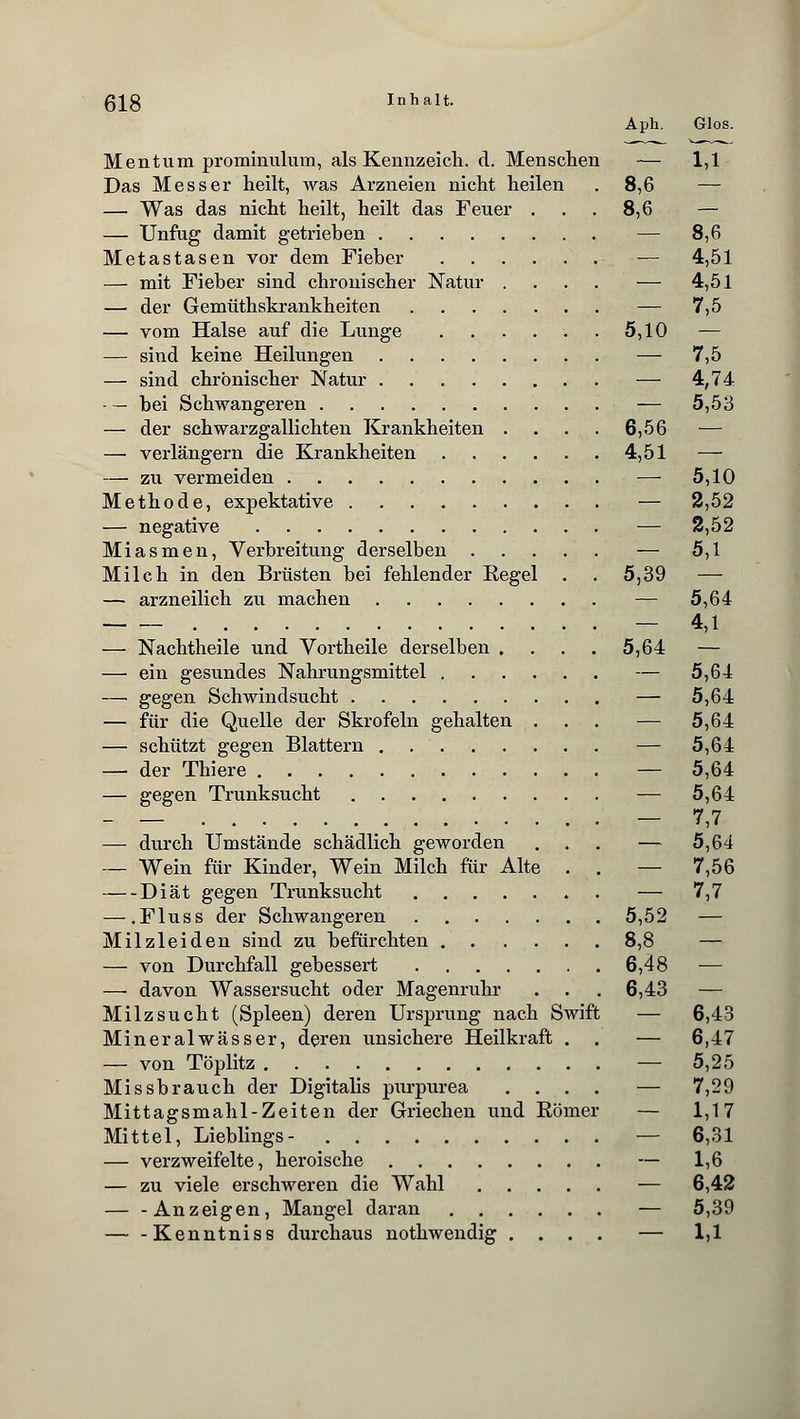 618 Inhalt.
Aph. Glos.
Mentum prominulum, als Kennzeich. d. Menschen — 1,1
Das Messer heilt, was Arzneien nicht heilen . 8,6 —
— Was das nicht heilt, heilt das Feuer . . . 8,6 —
— Unfug damit getrieben . . . . . . . . — 8,6
Metastasen vor dem Fieber . . . . . . — 4,51
— mit Fieber sind chronischer Natur . . . . — 4,51
— der Gemüthskrankheiten . . . . . . . — 7,5
— vom Halse auf die Lunge . . . . . . 5,10 —
— sind keine Heilungen . . . . . . . . — 7,5
— sind chrönischer Natur . . . . . . . . — 4,74
- — bei Schwangeren . . . . . . . . . . — 5,53
— der schwarzgallichten Krankheiten . . . . 6,56 —
— verlängern die Krankheiten . . . . . . 4,51 —
— zu vermeiden . . . . . . . . . . . . — 5,10
Methode, expektative . . . . . . . . . — 2,52
— negative . . . . . . . . . . . . . — 2,52
Miasmen, Verbreitung derselben . . . . . — 5,1
Milch in den Brüsten bei fehlender Regel . . 5,39 —
— arzneilich zu machen . . . . . . . . — 5,64
— — . . . . . . . . . . . . . . . — 4,1
— Nachtheile und Vortheile derselben . . . . 5,64 —
— ein gesundes Nahrungsmittel . . . . . . — 5,64
— gegen Schwindsucht . . . . . . . . . — 5,64
— für die Quelle der Skrofeln gehalten . . . — 5,64
— schützt gegen Blattern . . . . . . . . — 5,64
— der Thiere . . . . . . . . . . . . . — 5,64
— gegen Trunksucht . . . . . . . . . — 5,64
- — . . . . . . . . . . . . . . . — 7,7
— durch Umstände schädlich geworden . . . — 5,64
— Wein für Kinder, Wein Milch für Alte . . — 7,56
— -Diät gegen Trunksucht . . . . . . . — 7,7
—.Fluss der Schwangeren . . . . . . . 5,52 —
Milzleiden sind zu befürchten . . . . . . 8,8 —
— von Durchfall gebessert . . . . . . . 6,48 —
— davon Wassersucht oder Magenruhr . . . 6,43 —
Milzsucht (Spleen) deren Ursprung nach Swift — 6,43
Mineralwässer, deren unsichere Heilkraft . . — 6,47
— von Töplitz . . . . . . . . . . . . — 5,25
Missbrauch der Digitalis purpurea . . . . — 7,29
Mittagsmahl-Zeiten der Griechen und Römer — 1,17
Mittel, Lieblings- . . . . . . . . . . — 6,31
— verzweifelte, heroische . . . . . . . . — 1,6
— zu viele erschweren die Wahl . . . . . — 6,42
— - Anzeigen, Mangel daran . . . . . . — 5,39
— - Kenntniss durchaus nothwendig . . . . — 1,1